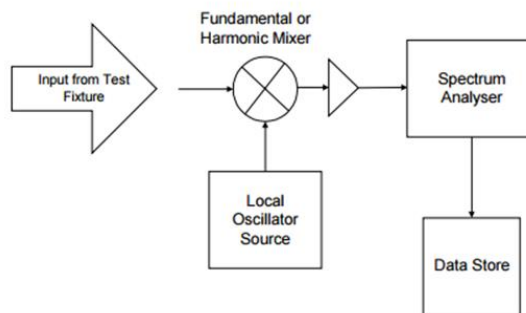 Fundamental or
Harmonic Mixer
Input from Test
Fixture
Spectrum
Analyser
Local
Oscillator
Source
Data Store